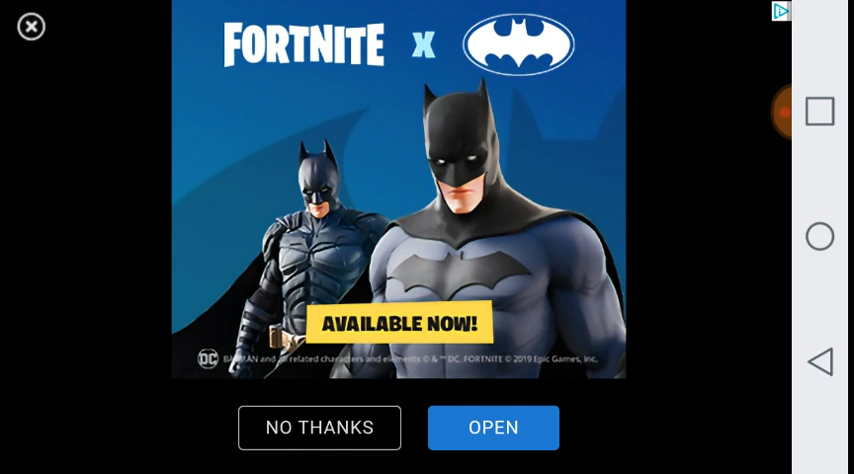 FORTNITE X
AVAILABLE NOW!
DC BATMAN and all related characters and elements © & ™ DC. FORTNITE © 2019 Epic Games, Inc.
NO THANKS OPEN